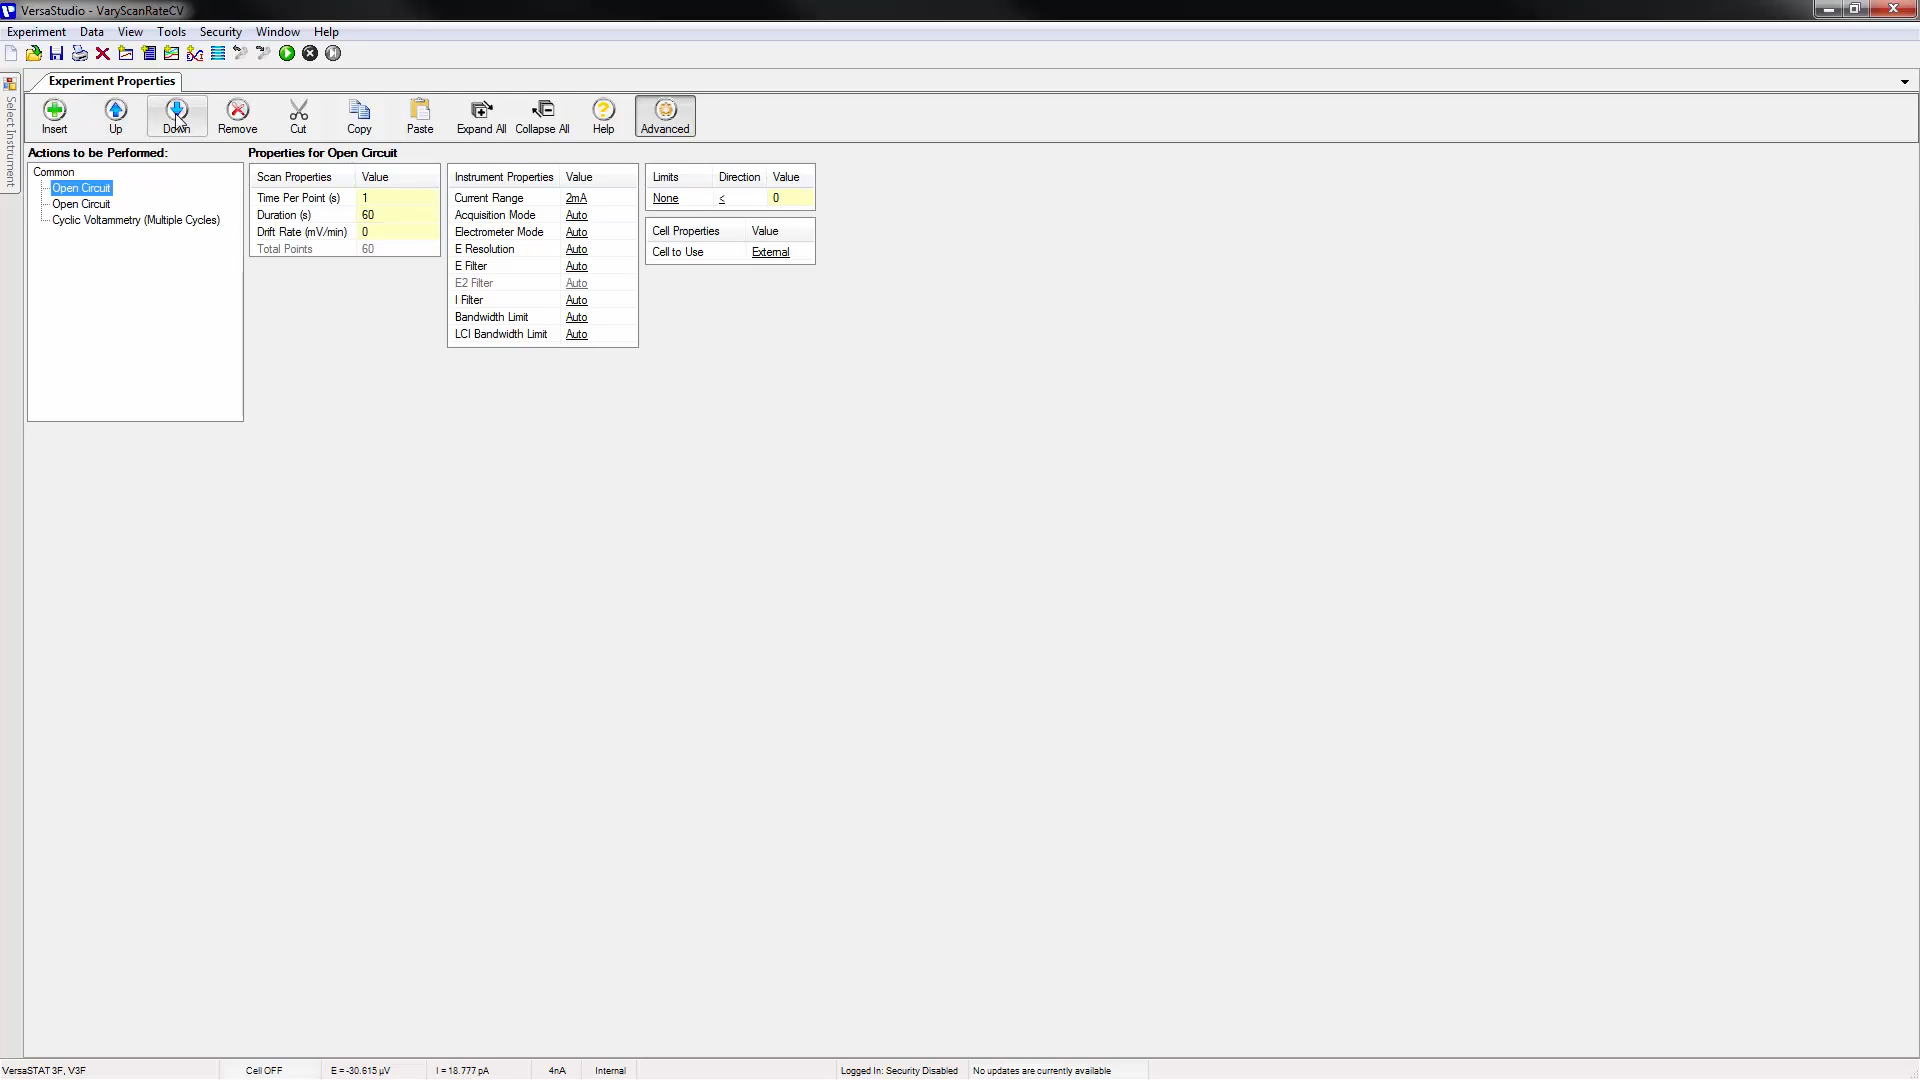 VersaStudio - VaryScanRateCV
Experiment Data View Tools Security Window Help
Select Instrument
Experiment Properties
Insert Up Down Remove Cut Copy Paste Expand All Collapse All Help Advanced
Actions to be Performed:
Common
Open Circuit
Open Circuit
Cyclic Voltammetry (Multiple Cycles)
Properties for Open Circuit
Scan Properties Value
Time Per Point (s) 1
Duration (s) 60
Drift Rate (mV/min) 0
Total Points 60
Instrument Properties Value
Current Range 2mA
Acquisition Mode Auto
Electrometer Mode Auto
E Resolution Auto
E Filter Auto
E2 Filter Auto
I Filter Auto
Bandwidth Limit Auto
LCI Bandwidth Limit Auto
Limits Direction Value
None < 0
Cell Properties Value
Cell to Use External
VersaSTAT 3F, V3F Cell OFF E = -30.615 µV I = 18.777 pA 4nA Internal Logged In: Security Disabled No updates are currently available